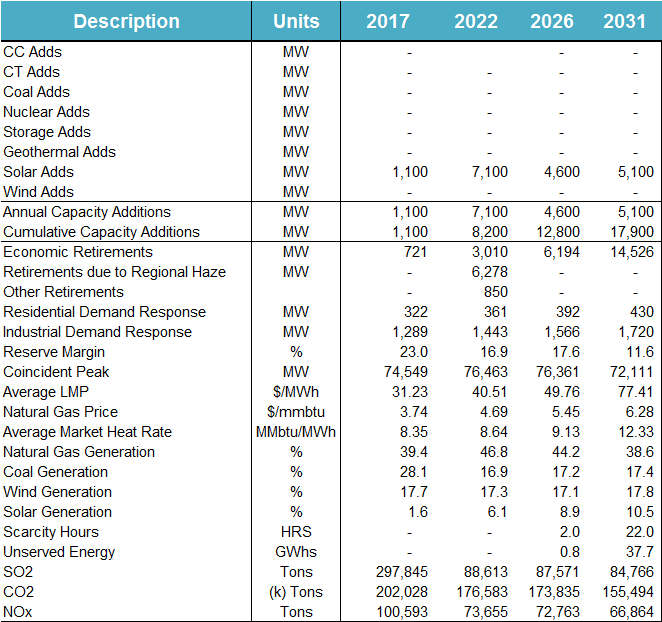 Description Units 2017 2022 2026 2031
CC Adds MW - - - -
CT Adds MW - - - -
Coal Adds MW - - - -
Nuclear Adds MW - - - -
Storage Adds MW - - - -
Geothermal Adds MW - - - -
Solar Adds MW 1,100 7,100 4,600 5,100
Wind Adds MW - - - -
Annual Capacity Additions MW 1,100 7,100 4,600 5,100
Cumulative Capacity Additions MW 1,100 8,200 12,800 17,900
Economic Retirements MW 721 3,010 6,194 14,526
Retirements due to Regional Haze MW - 6,278 - -
Other Retirements - 850 - -
Residential Demand Response MW 322 361 392 430
Industrial Demand Response MW 1,289 1,443 1,566 1,720
Reserve Margin % 23.0 16.9 17.6 11.6
Coincident Peak MW 74,549 76,463 76,361 72,111
Average LMP $/MWh 31.23 40.51 49.76 77.41
Natural Gas Price $/mmbtu 3.74 4.69 5.45 6.28
Average Market Heat Rate MMbtu/MWh 8.35 8.64 9.13 12.33
Natural Gas Generation % 39.4 46.8 44.2 38.6
Coal Generation % 28.1 16.9 17.2 17.4
Wind Generation % 17.7 17.3 17.1 17.8
Solar Generation % 1.6 6.1 8.9 10.5
Scarcity Hours HRS - - 2.0 22.0
Unserved Energy GWhs - - 0.8 37.7
SO2 Tons 297,845 88,613 87,571 84,766
CO2 (k) Tons 202,028 176,583 173,835 155,494
NOx Tons 100,593 73,655 72,763 66,864